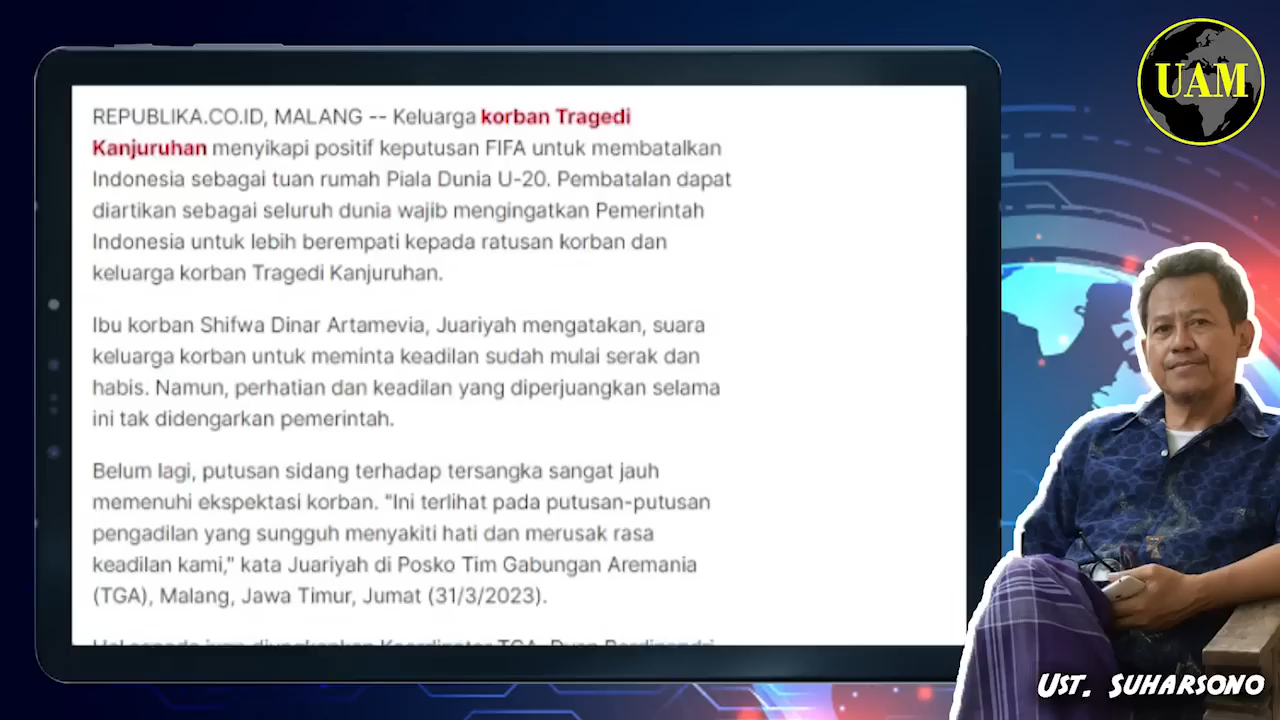 REPUBLIKA.CO.ID, MALANG -- Keluarga korban Tragedi
Kanjuruhan menyikapi positif keputusan FIFA untuk membatalkan
Indonesia sebagai tuan rumah Piala Dunia U-20. Pembatalan dapat
diartikan sebagai seluruh dunia wajib mengingatkan Pemerintah
Indonesia untuk lebih berempati kepada ratusan korban dan
keluarga korban Tragedi Kanjuruhan.
Ibu korban Shifwa Dinar Artamevia, Juariyah mengatakan, suara
keluarga korban untuk meminta keadilan sudah mulai serak dan
habis. Namun, perhatian dan keadilan yang diperjuangkan selama
ini tak didengarkan pemerintah.
Belum lagi, putusan sidang terhadap tersangka sangat jauh
memenuhi ekspektasi korban. "Ini terlihat pada putusan-putusan
pengadilan yang sungguh menyakiti hati dan merusak rasa
keadilan kami," kata Juariyah di Posko Tim Gabungan Aremania
(TGA), Malang, Jawa Timur, Jumat (31/3/2023).
UAM
UST. SUHARSONO